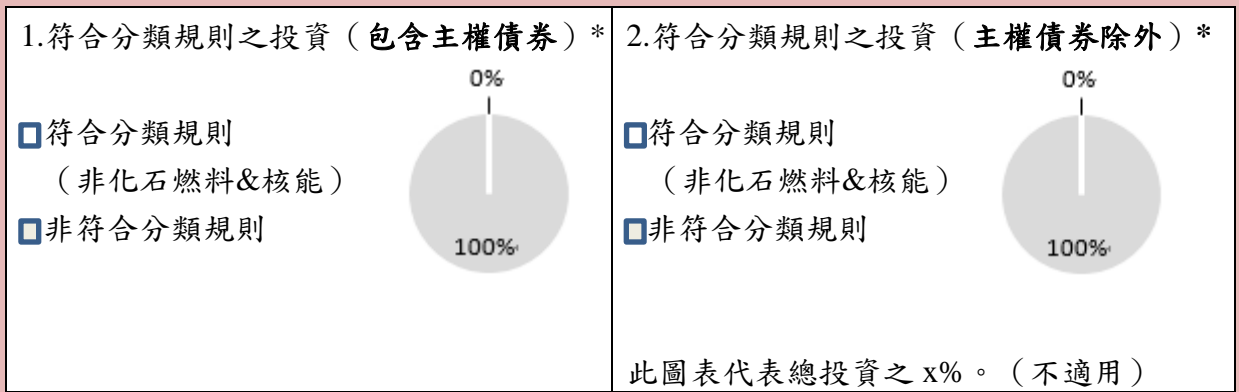 1.符合分類規則之投資（包含主權債券）*
0%
□符合分類規則
（非化石燃料&核能）
□非符合分類規則
100%
2.符合分類規則之投資（主權債券除外）*
0%
□符合分類規則
（非化石燃料&核能）
□非符合分類規則
100%
此圖表代表總投資之 x%。（不適用）